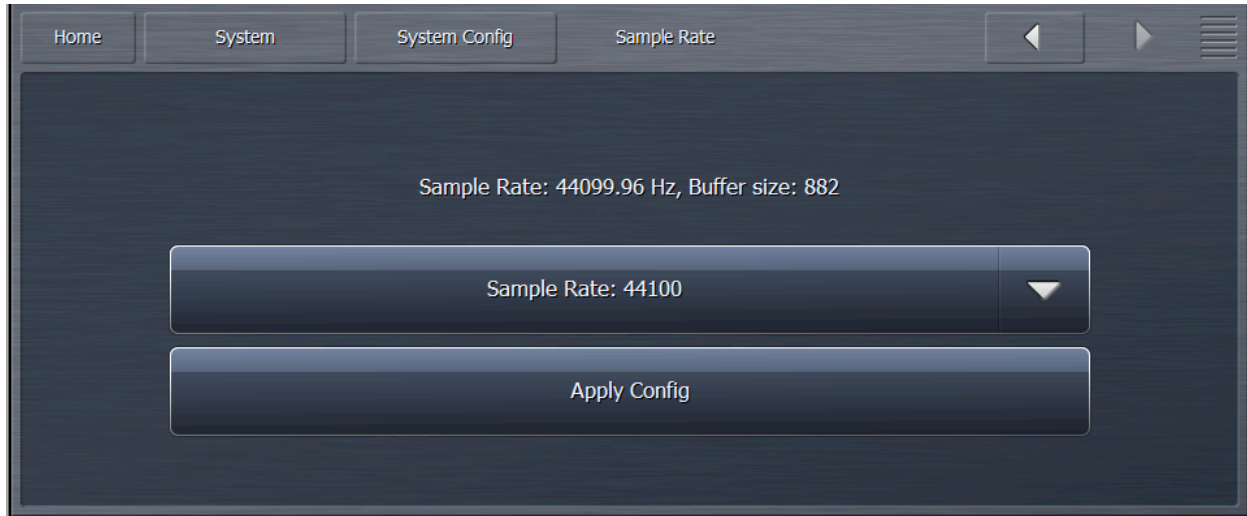 Home System System Config Sample Rate
Sample Rate: 44099.96 Hz, Buffer size: 882
Sample Rate: 44100
Apply Config